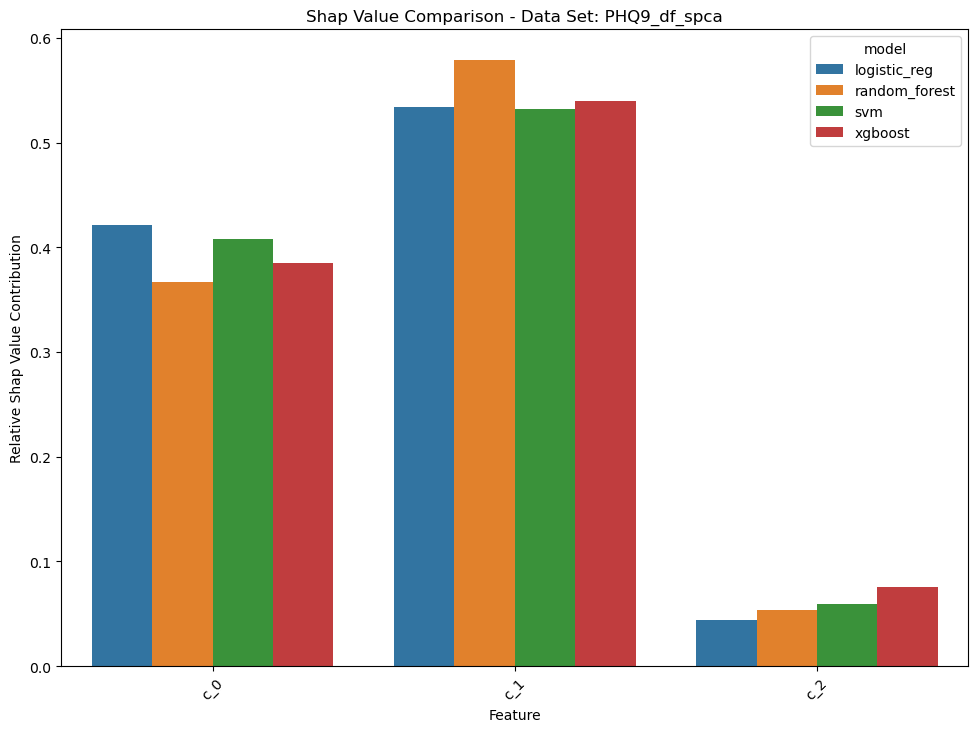 Shap Value Comparison - Data Set: PHQ9_df_spca
model
logistic_reg
random_forest
svm
xgboost
Relative Shap Value Contribution
0.6
0.5
0.4
0.3
0.2
0.1
0.0
c_0
c_1
c_2
Feature